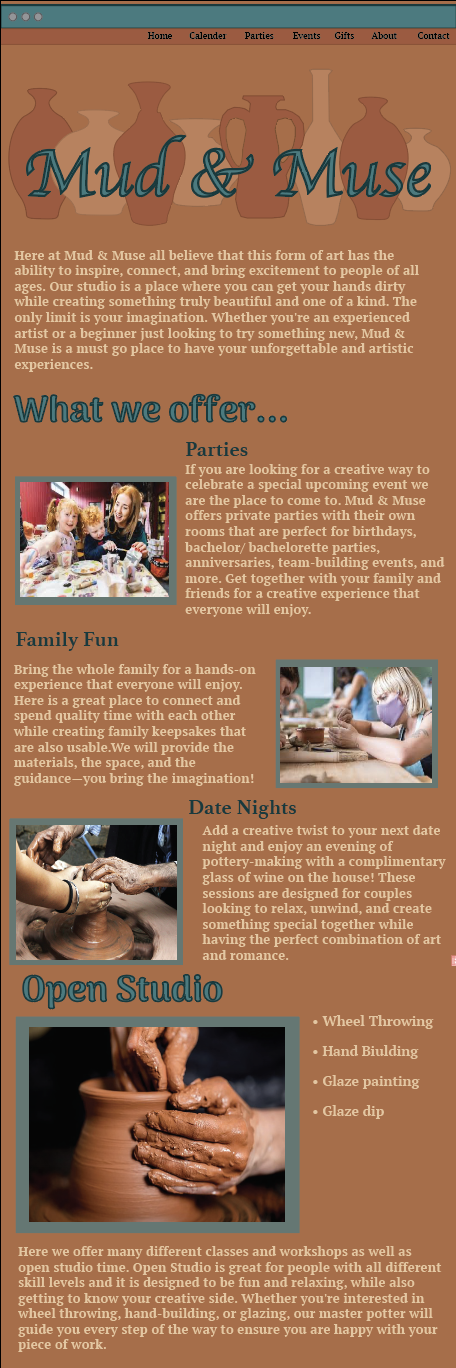 Home Calender Parties Events Gifts About Contact
Mud & Muse
Here at Mud & Muse all believe that this form of art has the
ability to inspire, connect, and bring excitement to people of all
ages. Our studio is a place where you can get your hands dirty
while creating something truly beautiful and one of a kind. The
only limit is your imagination. Whether you're an experienced
artist or a beginner just looking to try something new, Mud &
Muse is a must go place to have your unforgettable and artistic
experiences.
What we offer...
Parties
If you are looking for a creative way to
celebrate a special upcoming event we
are the place to come to. Mud & Muse
offers private parties with their own
rooms that are perfect for birthdays,
bachelor/ bachelorette parties,
anniversaries, team-building events, and
more. Get together with your family and
friends for a creative experience that
everyone will enjoy.
Family Fun
Bring the whole family for a hands-on
experience that everyone will enjoy.
Here is a great place to connect and
spend quality time with each other
while creating family keepsakes that
are also usable.We will provide the
materials, the space, and the
guidance—you bring the imagination!
Date Nights
Add a creative twist to your next date
night and enjoy an evening of
pottery-making with a complimentary
glass of wine on the house! These
sessions are designed for couples
looking to relax, unwind, and create
something special together while
having the perfect combination of art
and romance.
Open Studio
• Wheel Throwing
• Hand Biulding
• Glaze painting
• Glaze dip
Here we offer many different classes and workshops as well as
open studio time. Open Studio is great for people with all different
skill levels and it is designed to be fun and relaxing, while also
getting to know your creative side. Whether you're interested in
wheel throwing, hand-building, or glazing, our master potter will
guide you every step of the way to ensure you are happy with your
piece of work.